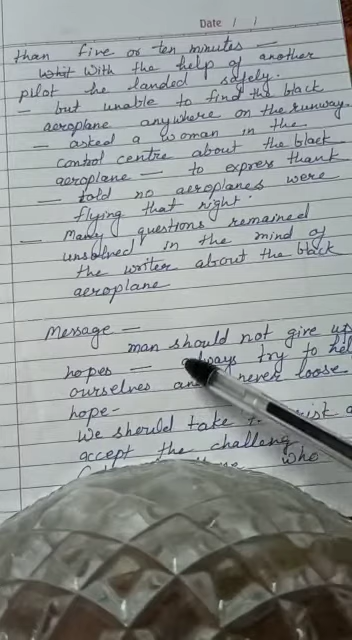 Date / /
than five or ten minutes —
with the help of another
pilot he landed safely.
— but unable to find the black
aeroplane anywhere on the runway.
— asked a woman in the
control centre about the black
aeroplane — to express thank
— told no aeroplanes were
flying that night.
— Many questions remained
unsolved in the mind of
the writer about the black
aeroplane
Message —
man should not give up
hopes — always try to hel
ourselves and never loose
hope-
We should take risk
accept the challeng
who